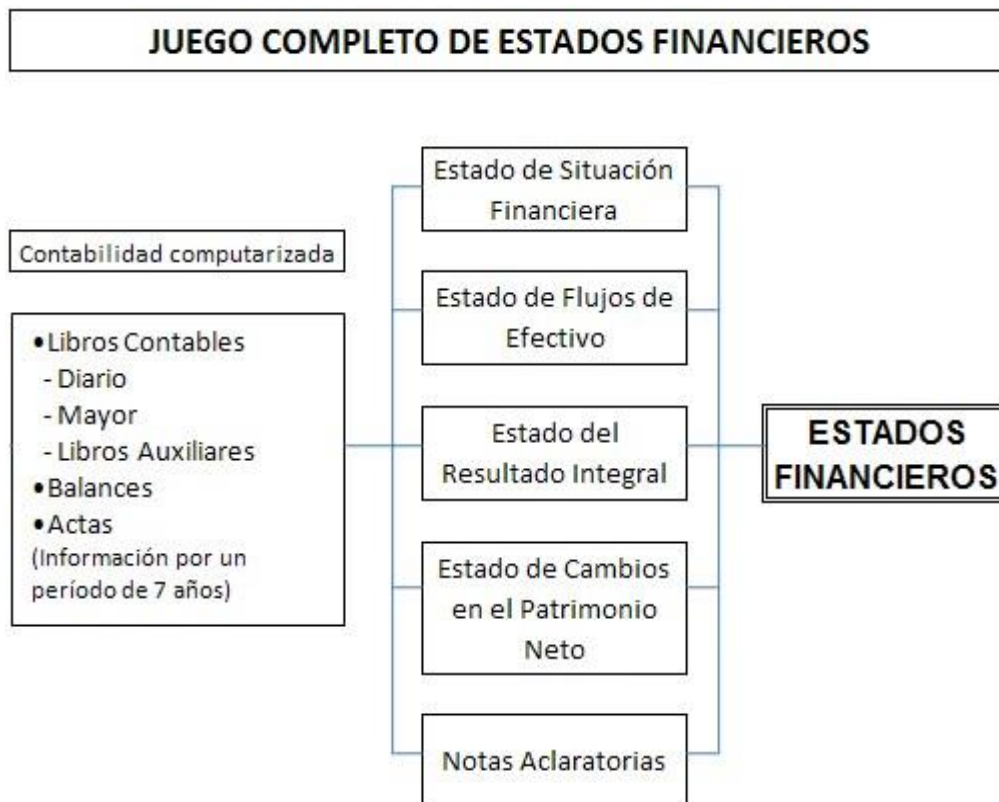 JUEGO COMPLETO DE ESTADOS FINANCIEROS
Contabilidad computarizada
•Libros Contables
- Diario
- Mayor
- Libros Auxiliares
•Balances
•Actas
(Información por un
período de 7 años)
Estado de Situación
Financiera
Estado de Flujos de
Efectivo
Estado del
Resultado Integral
Estado de Cambios
en el Patrimonio
Neto
Notas Aclaratorias
ESTADOS
FINANCIEROS